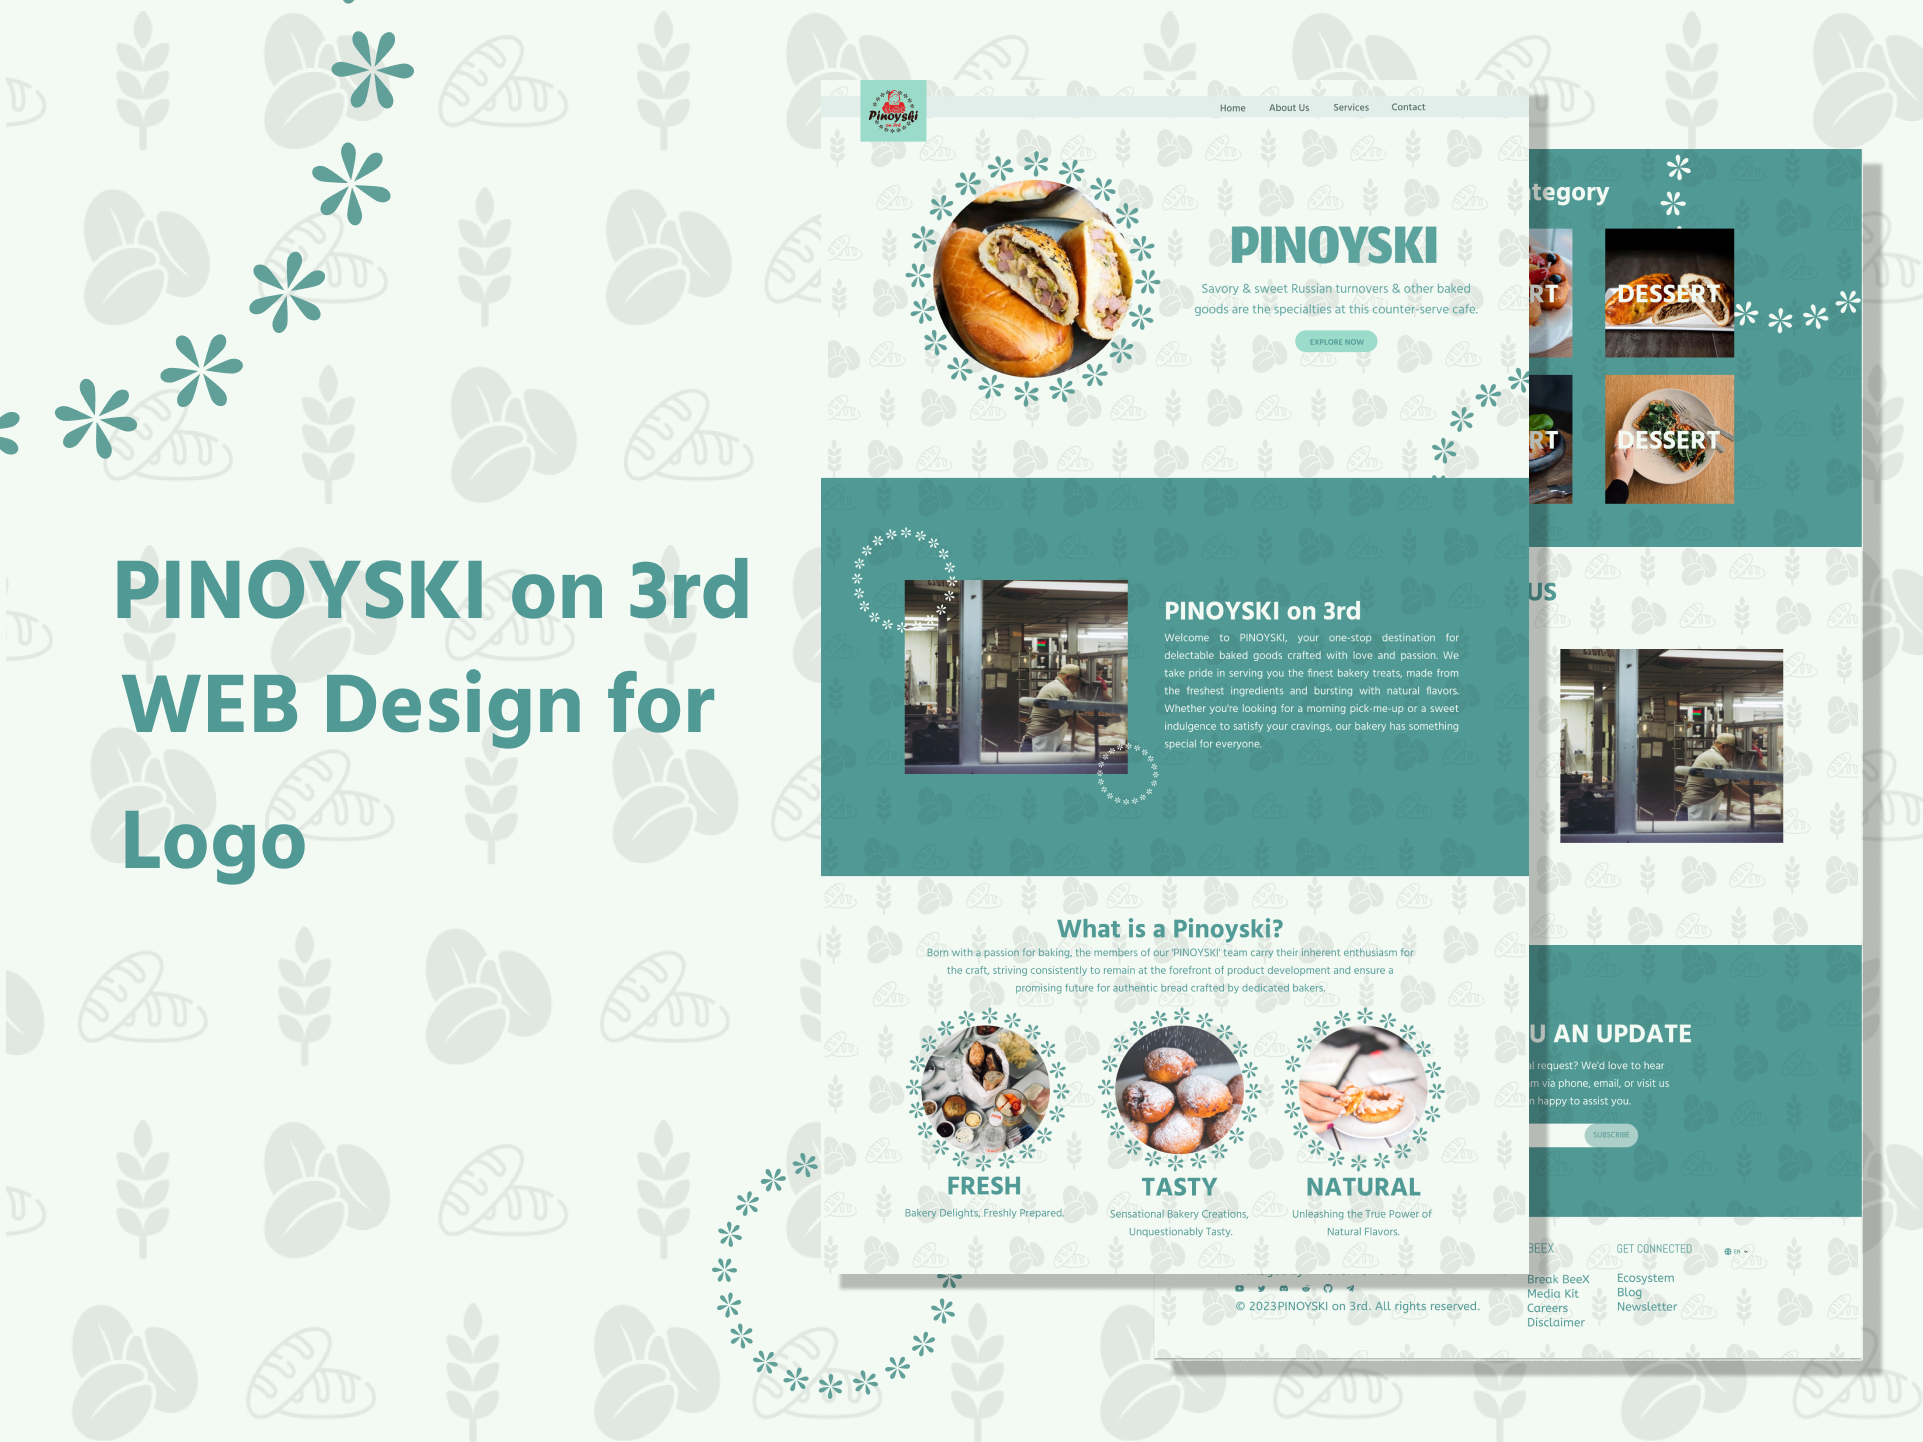 PINOYSKI on 3rd
WEB Design for
Logo
Pinoyski
on 3rd
Home
About Us
Services
Contact
PINOYSKI
Savory & sweet Russian turnovers & other baked
goods are the specialties at this counter-serve cafe.
EXPLORE NOW
PINOYSKI on 3rd
Welcome to PINOYSKI, your one-stop destination for
delectable baked goods crafted with love and passion. We
take pride in serving you the finest bakery treats, made from
the freshest ingredients and bursting with natural flavors.
Whether you're looking for a morning pick-me-up or a sweet
indulgence to satisfy your cravings, our bakery has something
special for everyone.
What is a Pinoyski?
Born with a passion for baking, the members of our 'PINOYSKI' team carry their inherent enthusiasm for
the craft, striving consistently to remain at the forefront of product development and ensure a
promising future for authentic bread crafted by dedicated bakers.
FRESH
Bakery Delights, Freshly Prepared.
TASTY
Sensational Bakery Creations,
Unquestionably Tasty.
NATURAL
Unleashing the True Power of
Natural Flavors.
tegory
RT
DESSERT
RT
DESSERT
US
U AN UPDATE
al request? We'd love to hear
m via phone, email, or visit us
n happy to assist you.
SUBSCRIBE
BEEX
Break BeeX
Media Kit
Careers
Disclaimer
GET CONNECTED
Ecosystem
Blog
Newsletter
EN
© 2023PINOYSKI on 3rd. All rights reserved.